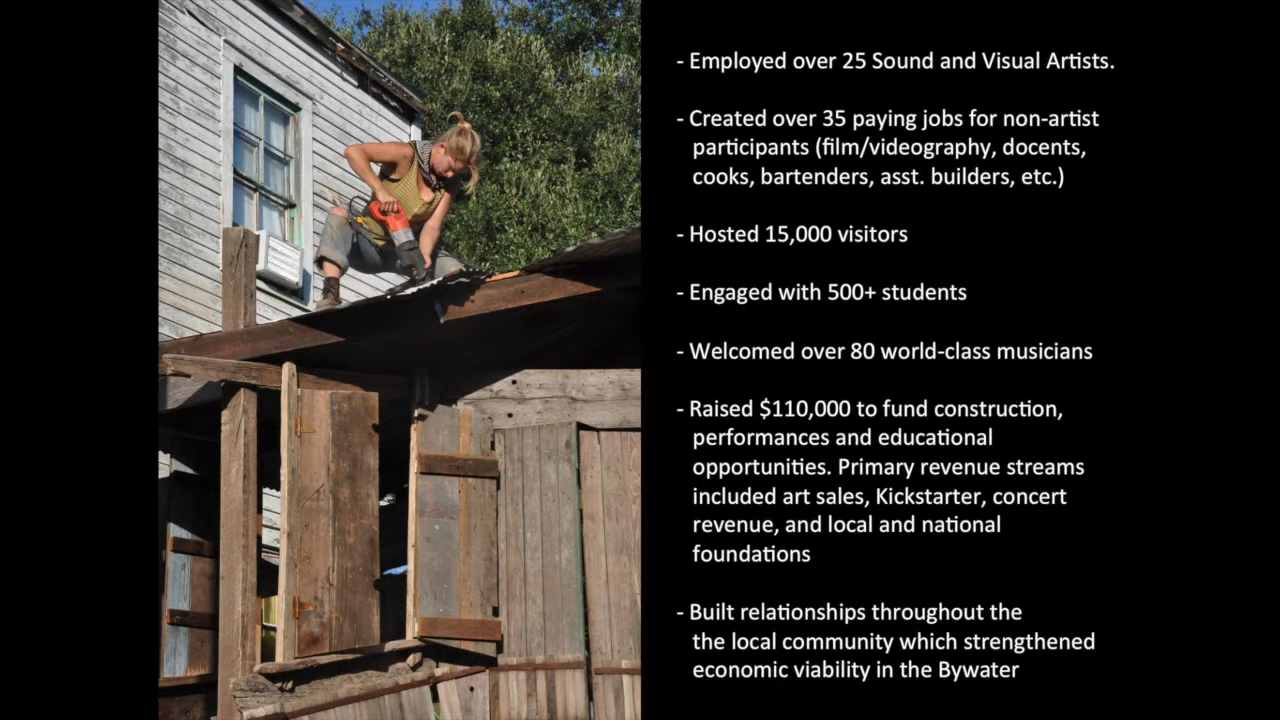 - Employed over 25 Sound and Visual Artists.
- Created over 35 paying jobs for non-artist
participants (film/videography, docents,
cooks, bartenders, asst. builders, etc.)
- Hosted 15,000 visitors
- Engaged with 500+ students
- Welcomed over 80 world-class musicians
- Raised $110,000 to fund construction,
performances and educational
opportunities. Primary revenue streams
included art sales, Kickstarter, concert
revenue, and local and national
foundations
- Built relationships throughout the
the local community which strengthened
economic viability in the Bywater